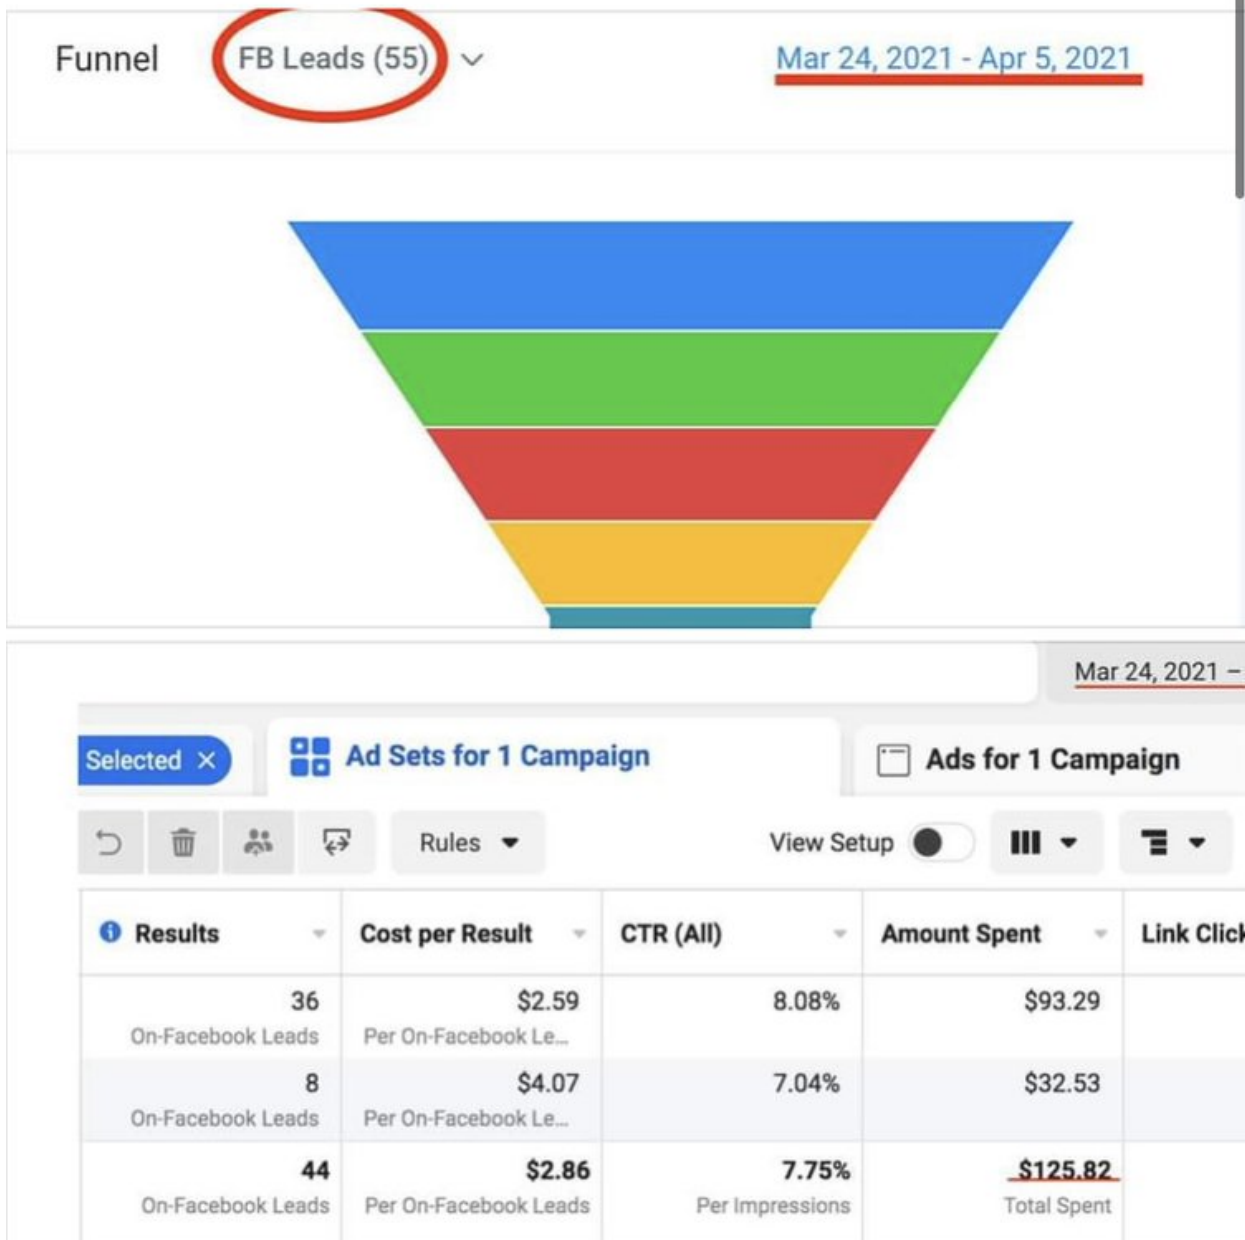 Funnel FB Leads (55) Mar 24, 2021 - Apr 5, 2021
Mar 24, 2021 –
Selected Ad Sets for 1 Campaign Ads for 1 Campaign
Rules View Setup
Results Cost per Result CTR (All) Amount Spent Link Click
36 $2.59 8.08% $93.29
On-Facebook Leads Per On-Facebook Le...
8 $4.07 7.04% $32.53
On-Facebook Leads Per On-Facebook Le...
44 $2.86 7.75% $125.82
On-Facebook Leads Per On-Facebook Leads Per Impressions Total Spent